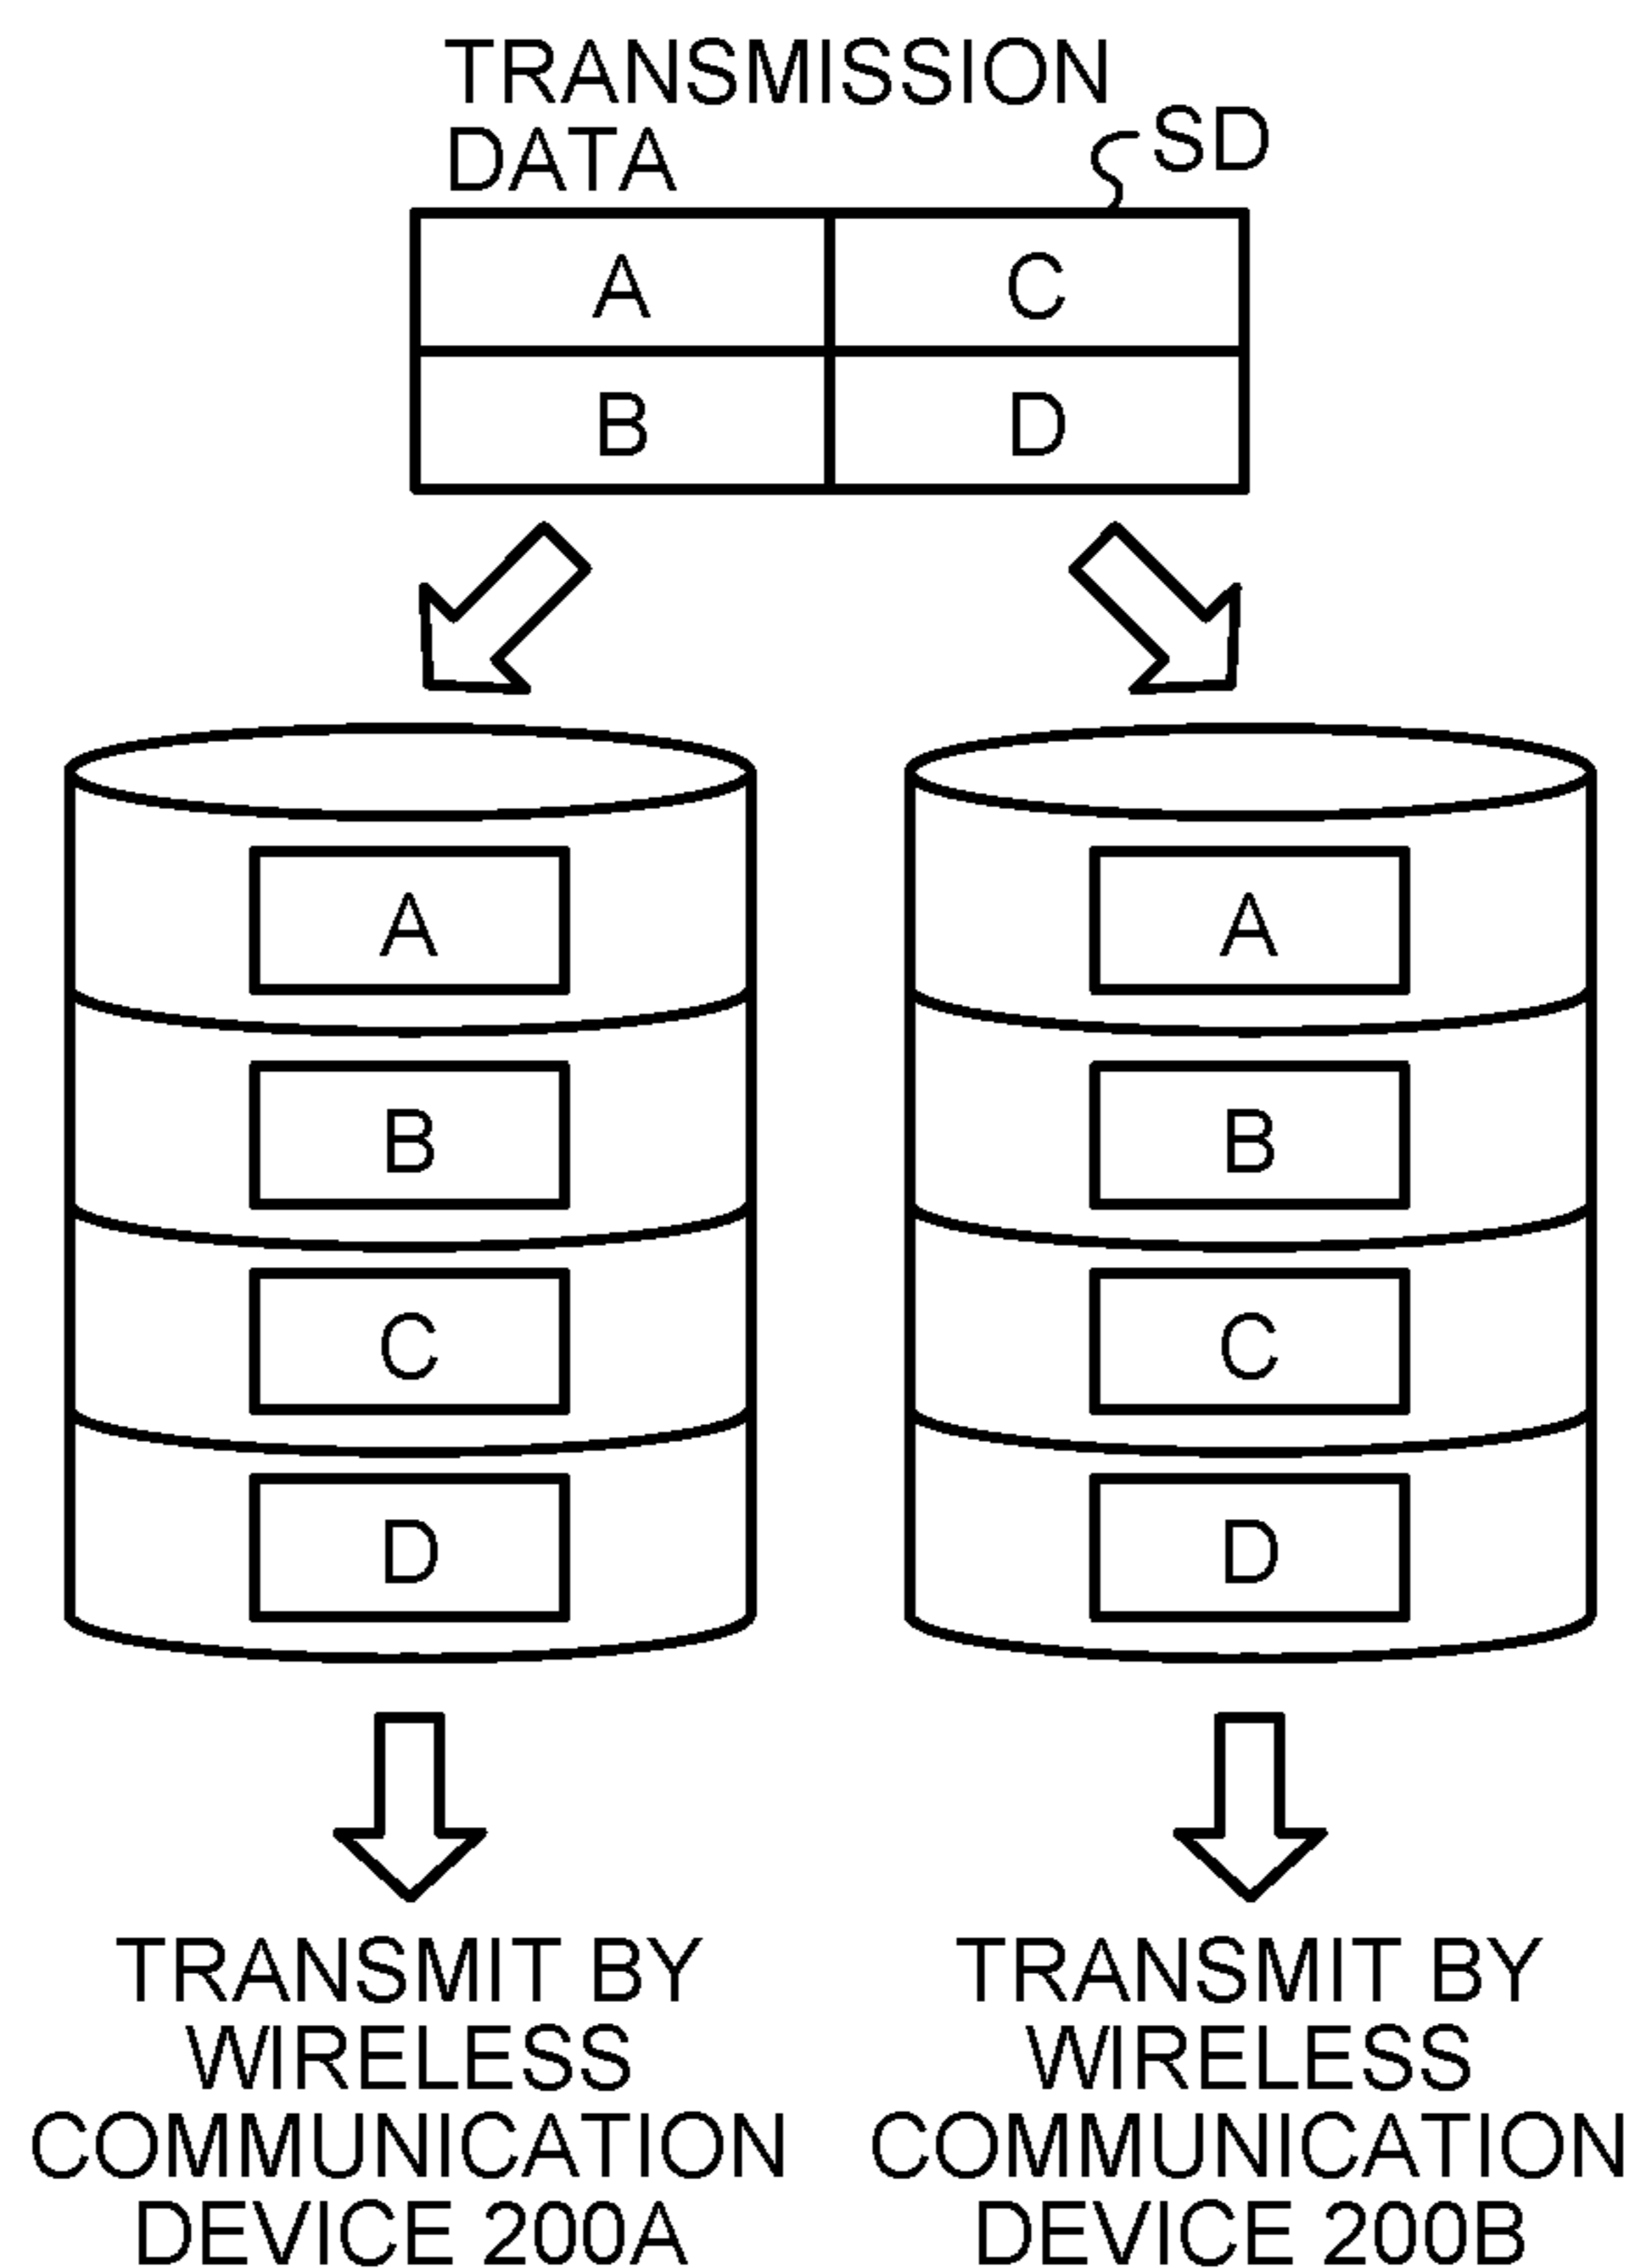 TRANSMISSION
DATA
SD
A C
B D
A
B
C
D
TRANSMIT BY
WIRELESS
COMMUNICATION
DEVICE 200A
A
B
C
D
TRANSMIT BY
WIRELESS
COMMUNICATION
DEVICE 200B